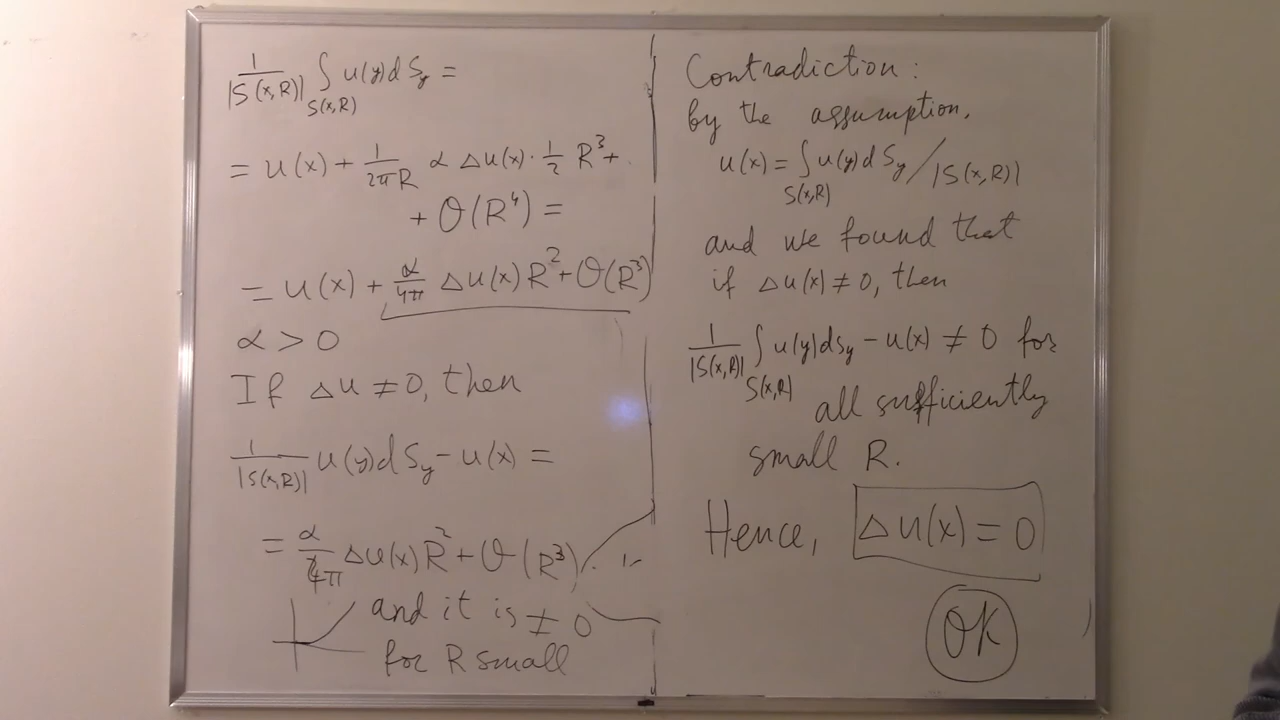 1/|S(x,R)| ∫_{S(x,R)} u(y)dS_y =
= u(x) + 1/2πR α Δu(x)·1/2 R³ +
+ O(R⁴) =
= u(x) + α/4π Δu(x) R² + O(R³)
α > 0
If Δu ≠ 0, then
1/|S(x,R)| u(y)dS_y − u(x) =
= α/4π Δu(x)R² + O(R³)
and it is ≠ 0
for R small
Contradiction:
by the assumption,
u(x) = ∫_{S(x,R)} u(y)dS_y / |S(x,R)|
and we found that
if Δu(x) ≠ 0, then
1/|S(x,R)| ∫_{S(x,R)} u(y)dS_y − u(x) ≠ 0 for
all sufficiently
small R.
Hence, Δu(x) = 0
OK